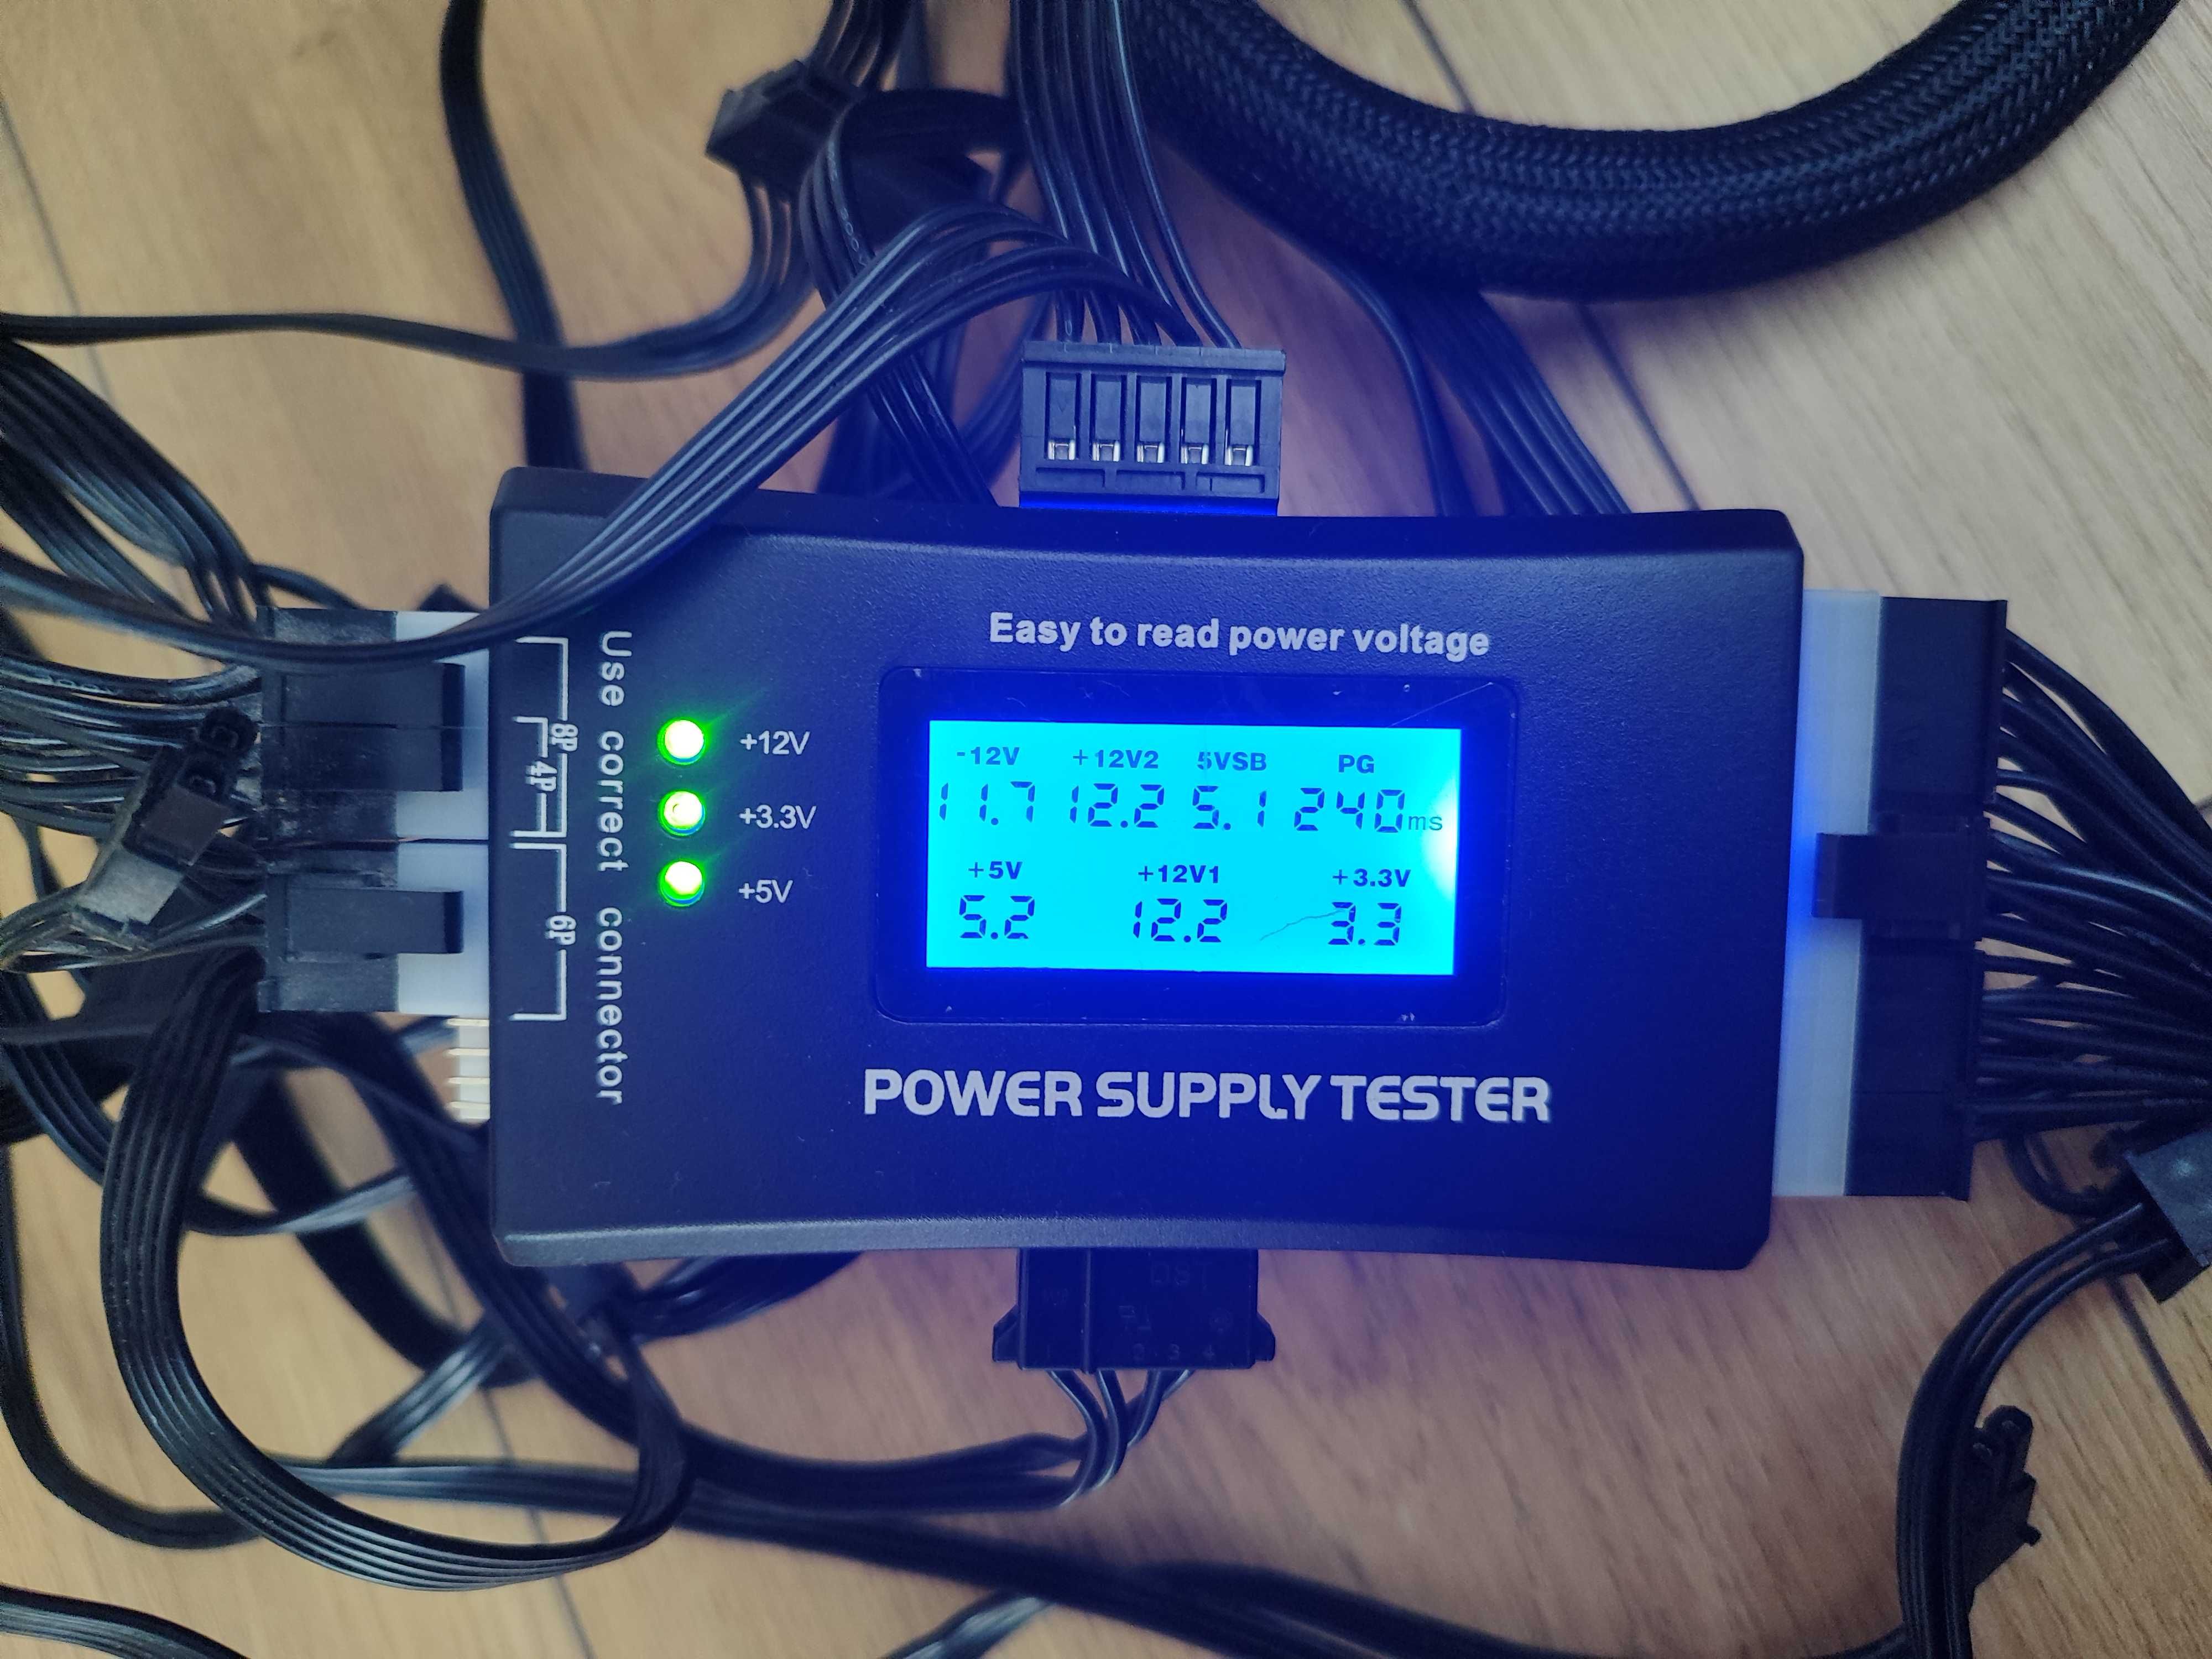 Easy to read power voltage
Use correct connector
8P
4P
6P
+12V
+3.3V
+5V
-12V +12V2 5VSB PG
11.7 12.2 5.1 240ms
+5V +12V1 +3.3V
5.2 12.2 3.3
POWER SUPPLY TESTER